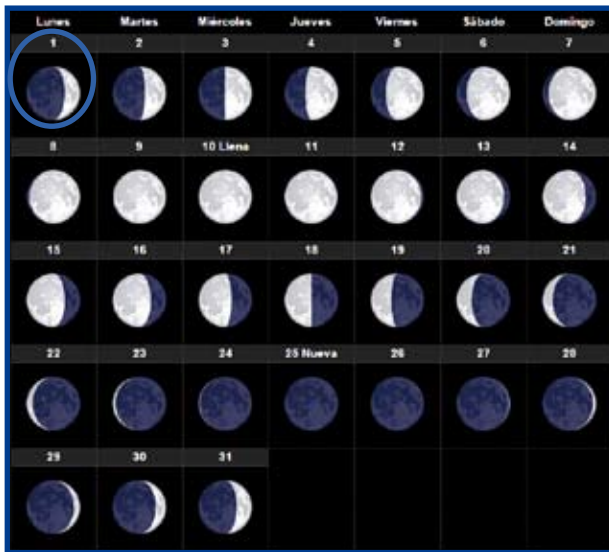 Lunes Martes Miércoles Jueves Viernes Sábado Domingo
1 2 3 4 5 6 7
8 9 10 Llena 11 12 13 14
15 16 17 18 19 20 21
22 23 24 25 Nueva 26 27 28
29 30 31